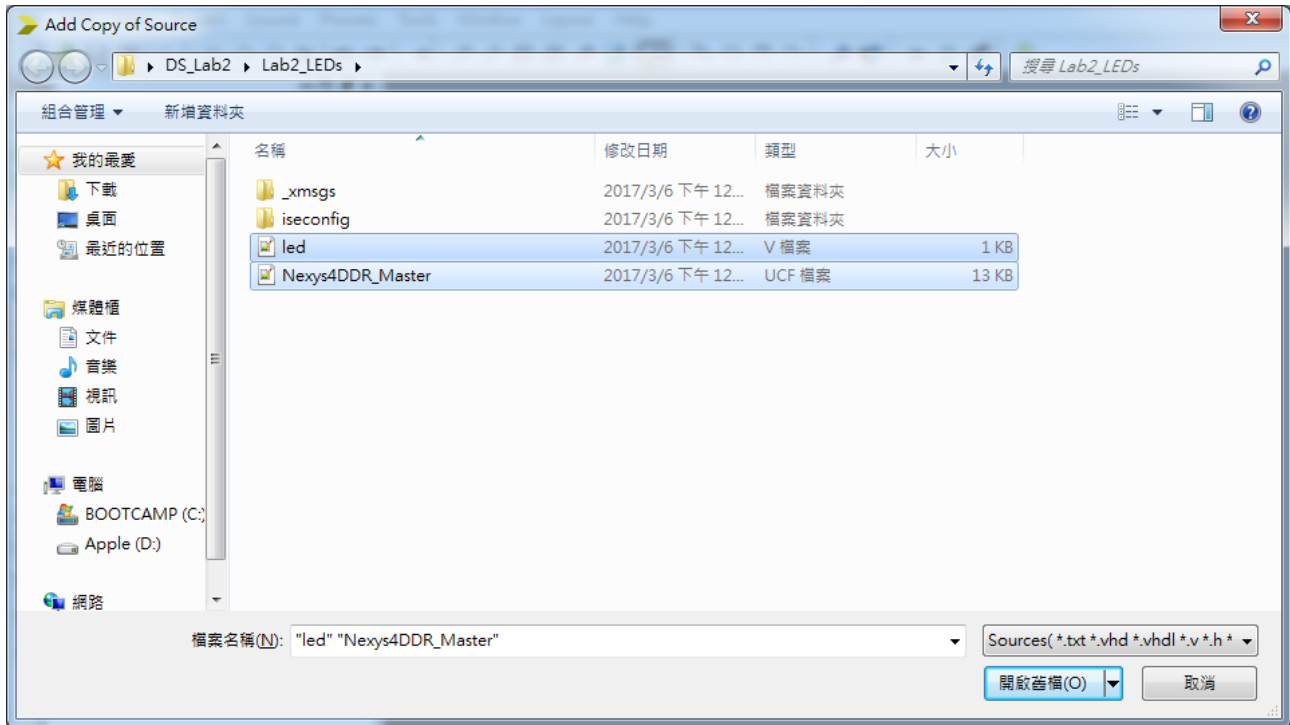 Add Copy of Source
DS_Lab2 Lab2_LEDs
搜尋 Lab2_LEDs
組合管理 新增資料夾
名稱 修改日期 類型 大小
我的最愛
下載
桌面
最近的位置
媒體櫃
文件
音樂
視訊
圖片
電腦
BOOTCAMP (C:)
Apple (D:)
網路
_xmsgs 2017/3/6 下午 12... 檔案資料夾
iseconfig 2017/3/6 下午 12... 檔案資料夾
led 2017/3/6 下午 12... V 檔案 1 KB
Nexys4DDR_Master 2017/3/6 下午 12... UCF 檔案 13 KB
檔案名稱(N): "led" "Nexys4DDR_Master"
Sources( *.txt *.vhd *.vhdl *.v *.h *
開啟舊檔(O) 取消